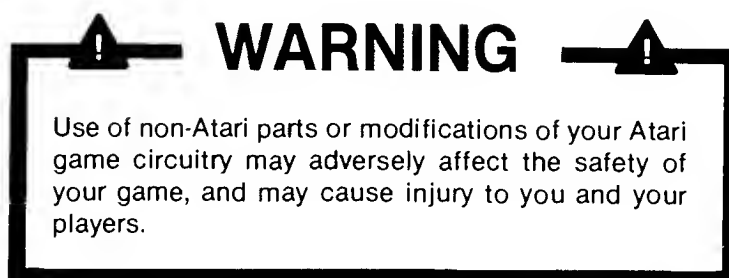 WARNING
Use of non-Atari parts or modifications of your Atari
game circuitry may adversely affect the safety of
your game, and may cause injury to you and your
players.